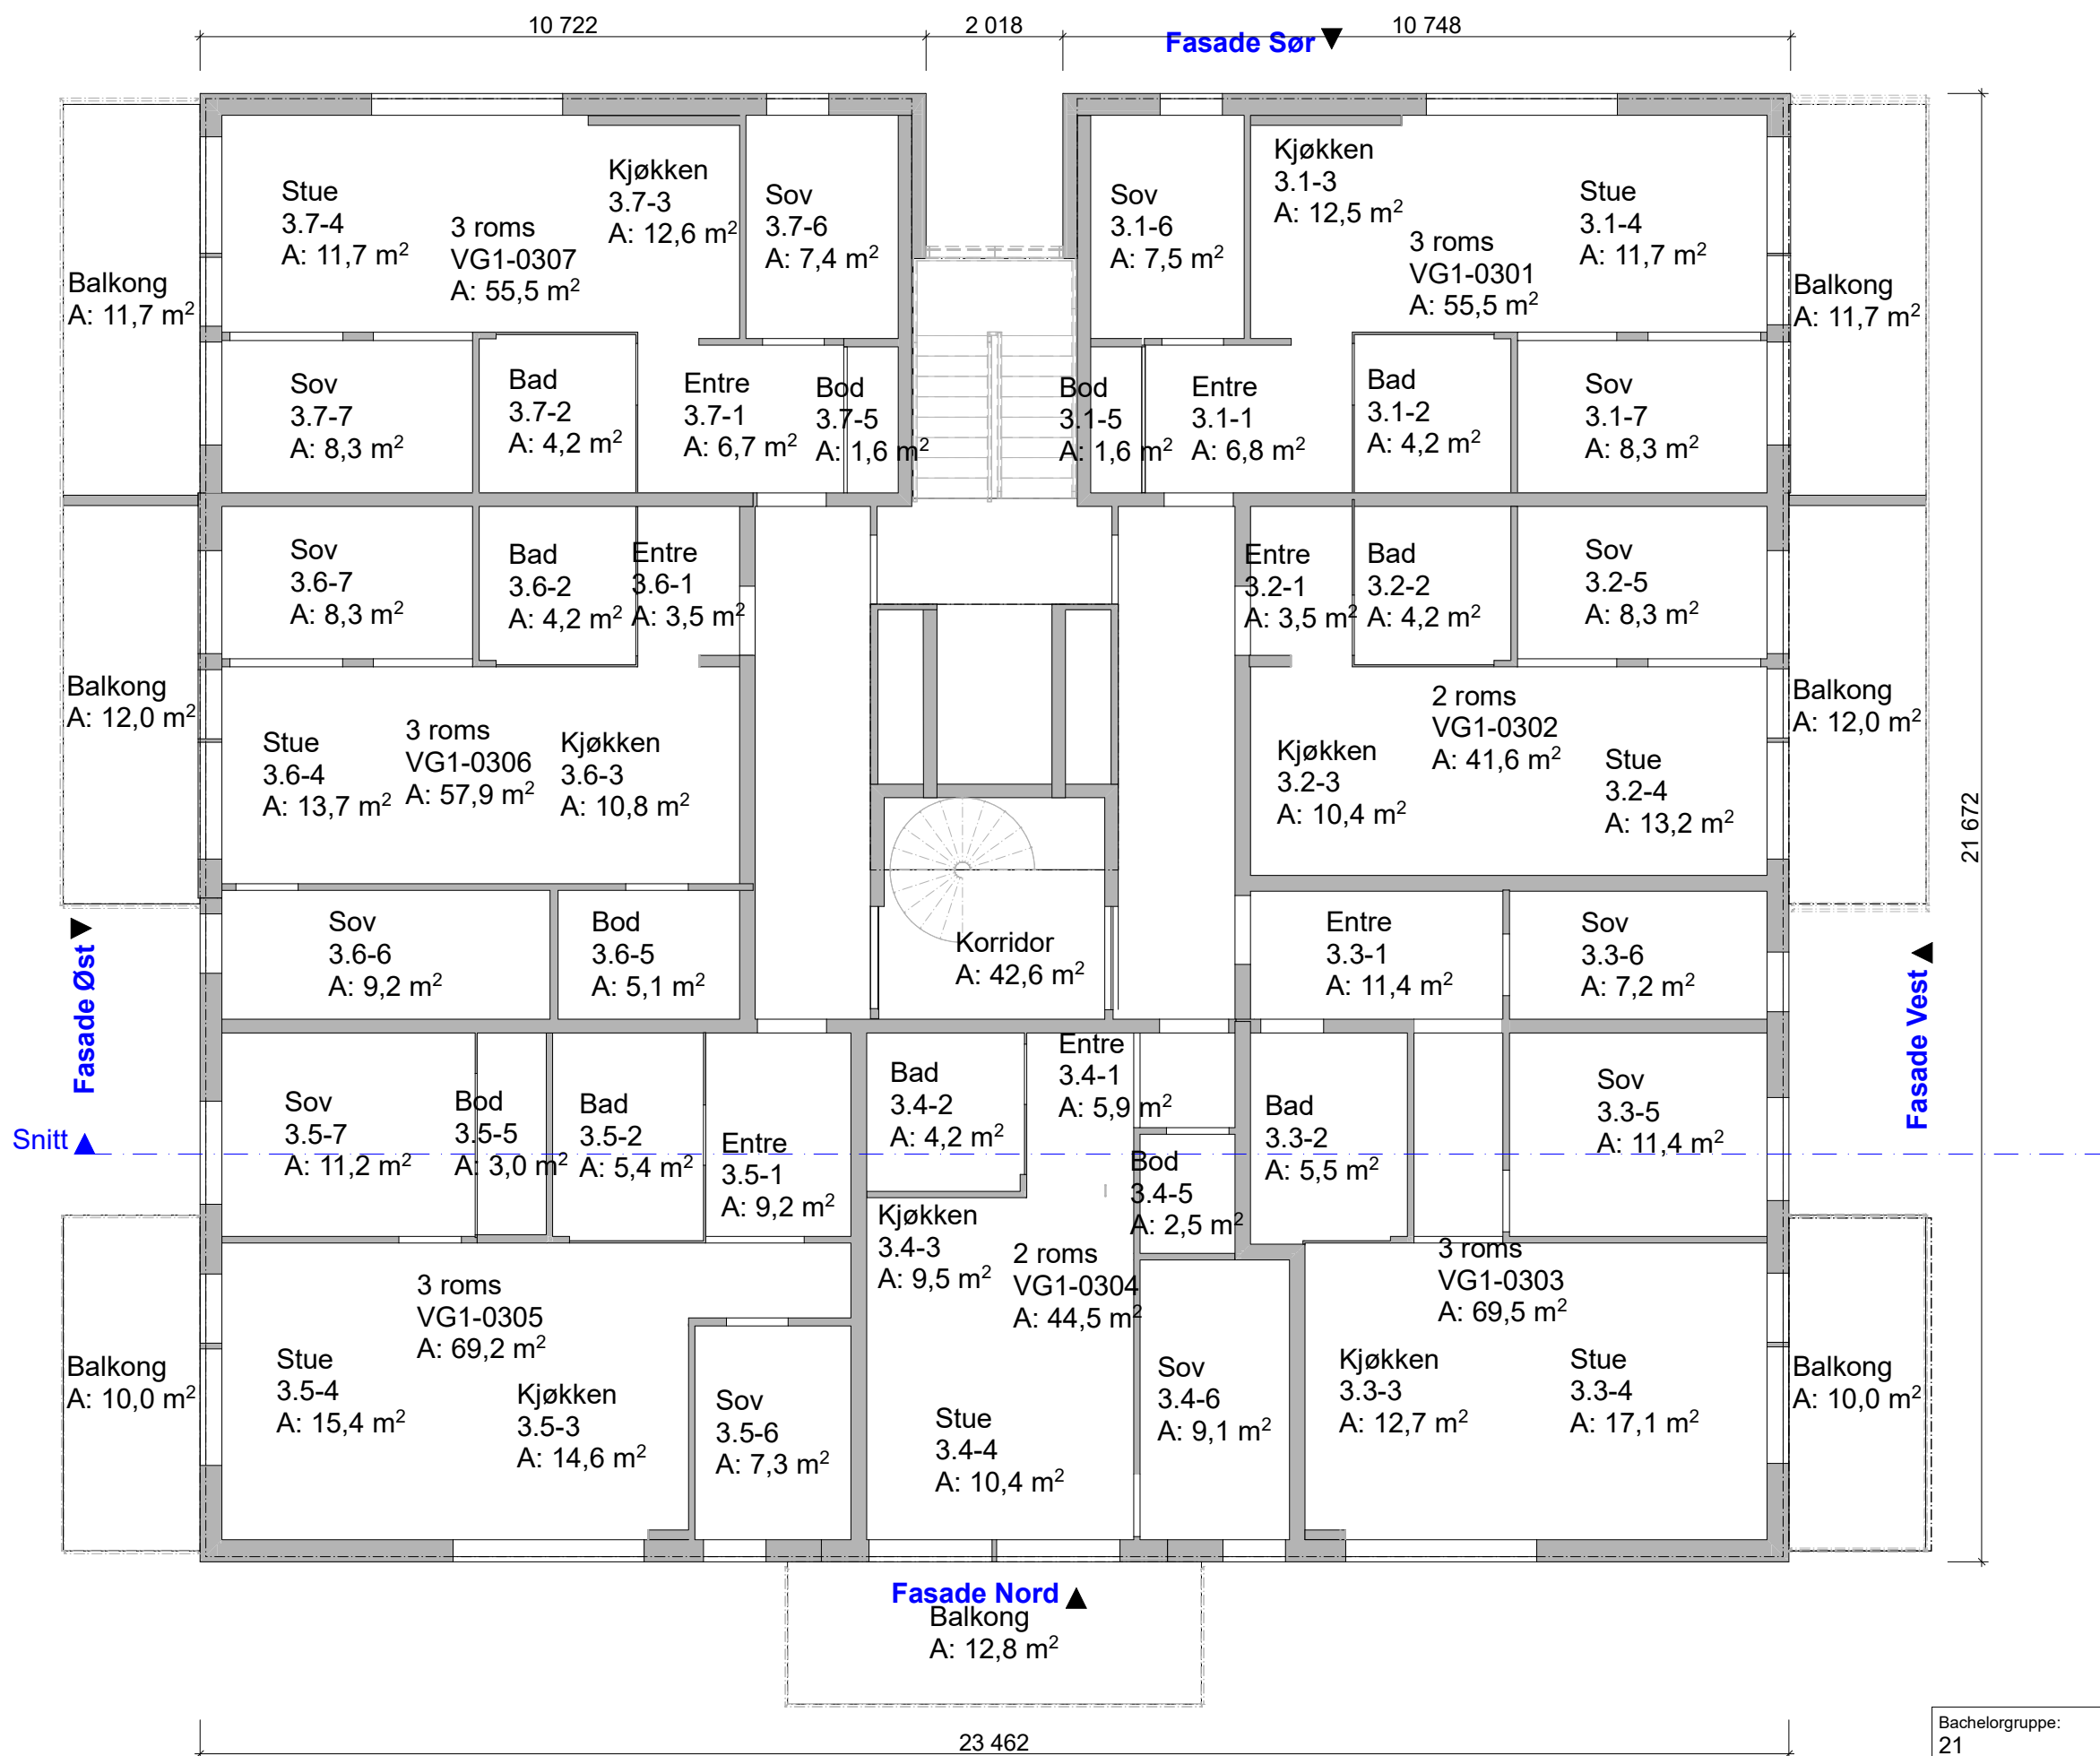 10 722
2 018
10 748
Fasade Sør
Stue
3.7-4
A: 11,7 m²
3 roms
VG1-0307
A: 55,5 m²
Kjøkken
3.7-3
A: 12,6 m²
Sov
3.7-6
A: 7,4 m²
Sov
3.1-6
A: 7,5 m²
Kjøkken
3.1-3
A: 12,5 m²
3 roms
VG1-0301
A: 55,5 m²
Stue
3.1-4
A: 11,7 m²
Balkong
A: 11,7 m²
Balkong
A: 11,7 m²
Sov
3.7-7
A: 8,3 m²
Bad
3.7-2
A: 4,2 m²
Entre
3.7-1
A: 6,7 m²
Bod
3.7-5
A: 1,6 m²
Bod
3.1-5
A: 1,6 m²
Entre
3.1-1
A: 6,8 m²
Bad
3.1-2
A: 4,2 m²
Sov
3.1-7
A: 8,3 m²
Sov
3.6-7
A: 8,3 m²
Bad
3.6-2
A: 4,2 m²
Entre
3.6-1
A: 3,5 m²
Entre
3.2-1
A: 3,5 m²
Bad
3.2-2
A: 4,2 m²
Sov
3.2-5
A: 8,3 m²
Balkong
A: 12,0 m²
Stue
3.6-4
A: 13,7 m²
3 roms
VG1-0306
A: 57,9 m²
Kjøkken
3.6-3
A: 10,8 m²
Kjøkken
3.2-3
A: 10,4 m²
2 roms
VG1-0302
A: 41,6 m²
Stue
3.2-4
A: 13,2 m²
Balkong
A: 12,0 m²
21 672
Fasade Øst
Sov
3.6-6
A: 9,2 m²
Bod
3.6-5
A: 5,1 m²
Korridor
A: 42,6 m²
Entre
3.3-1
A: 11,4 m²
Sov
3.3-6
A: 7,2 m²
Fasade Vest
Snitt
Sov
3.5-7
A: 11,2 m²
Bod
3.5-5
A: 3,0 m²
Bad
3.5-2
A: 5,4 m²
Entre
3.5-1
A: 9,2 m²
Bad
3.4-2
A: 4,2 m²
Entre
3.4-1
A: 5,9 m²
Bod
3.4-5
A: 2,5 m²
Bad
3.3-2
A: 5,5 m²
Sov
3.3-5
A: 11,4 m²
Balkong
A: 10,0 m²
3 roms
VG1-0305
A: 69,2 m²
Stue
3.5-4
A: 15,4 m²
Kjøkken
3.5-3
A: 14,6 m²
Sov
3.5-6
A: 7,3 m²
Kjøkken
3.4-3
A: 9,5 m²
2 roms
VG1-0304
A: 44,5 m²
Stue
3.4-4
A: 10,4 m²
Sov
3.4-6
A: 9,1 m²
3 roms
VG1-0303
A: 69,5 m²
Kjøkken
3.3-3
A: 12,7 m²
Stue
3.3-4
A: 17,1 m²
Balkong
A: 10,0 m²
Fasade Nord
Balkong
A: 12,8 m²
23 462
Bachelorgruppe:
21